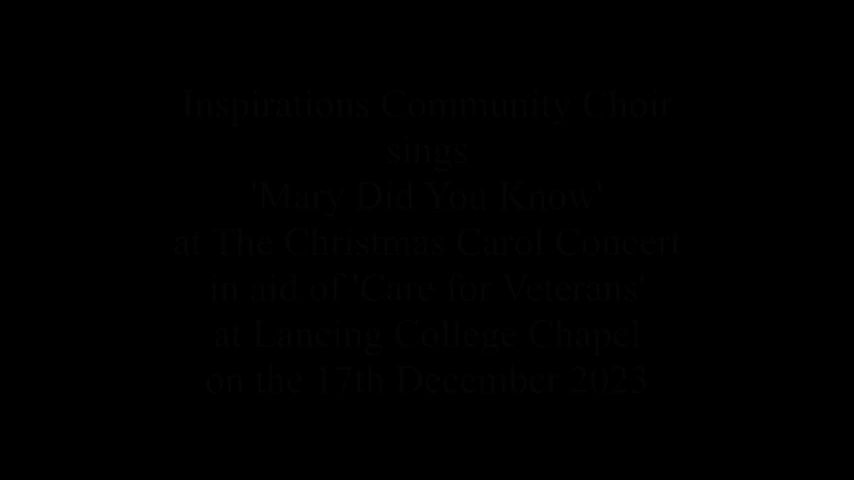 Inspirations Community Choir
sings
'Mary Did You Know'
at The Christmas Carol Concert
in aid of 'Care for Veterans'
at Lancing College Chapel
on the 17th December 2023